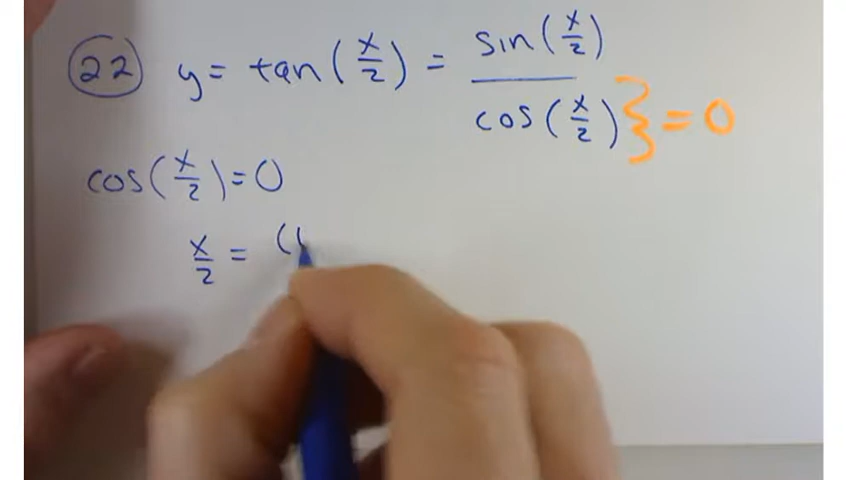 22 y = tan(x/2) = sin(x/2) / cos(x/2) } = 0
cos(x/2) = 0
x/2 = (